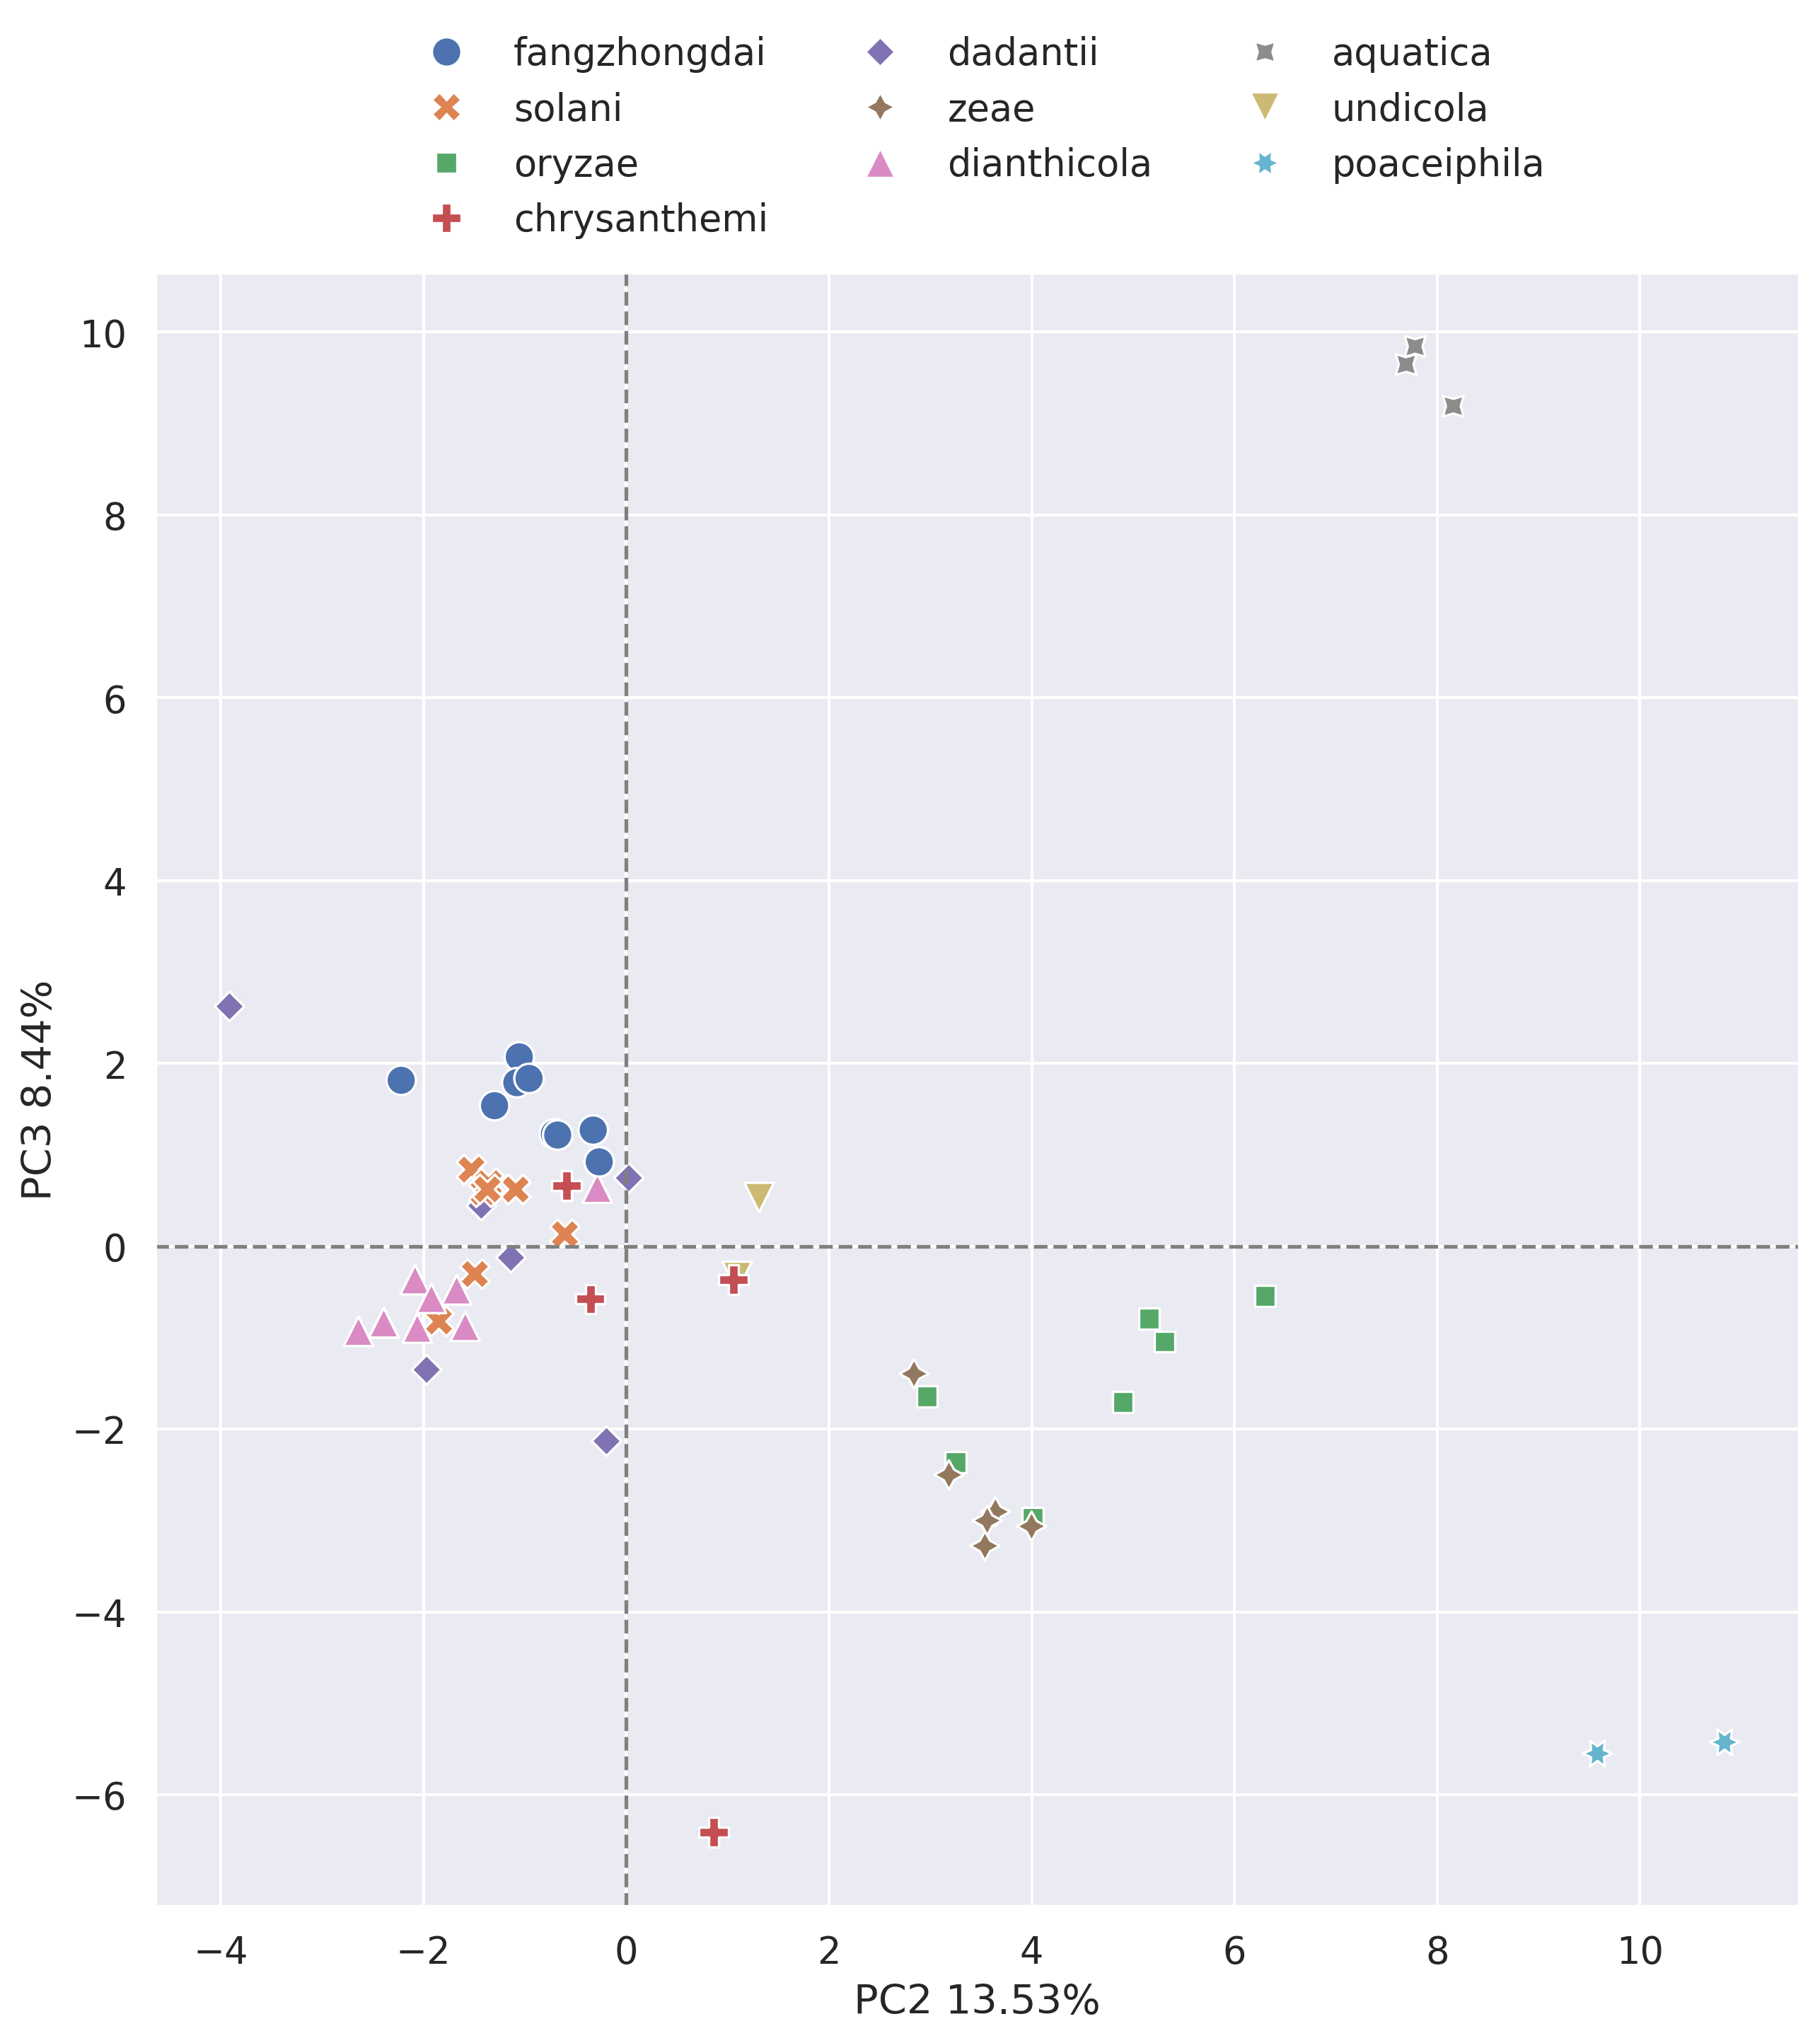 fangzhongdai
solani
oryzae
chrysanthemi
dadantii
zeae
dianthicola
aquatica
undicola
poaceiphila
10
8
6
4
2
0
−2
−4
−6
PC3 8.44%
−4 −2 0 2 4 6 8 10
PC2 13.53%